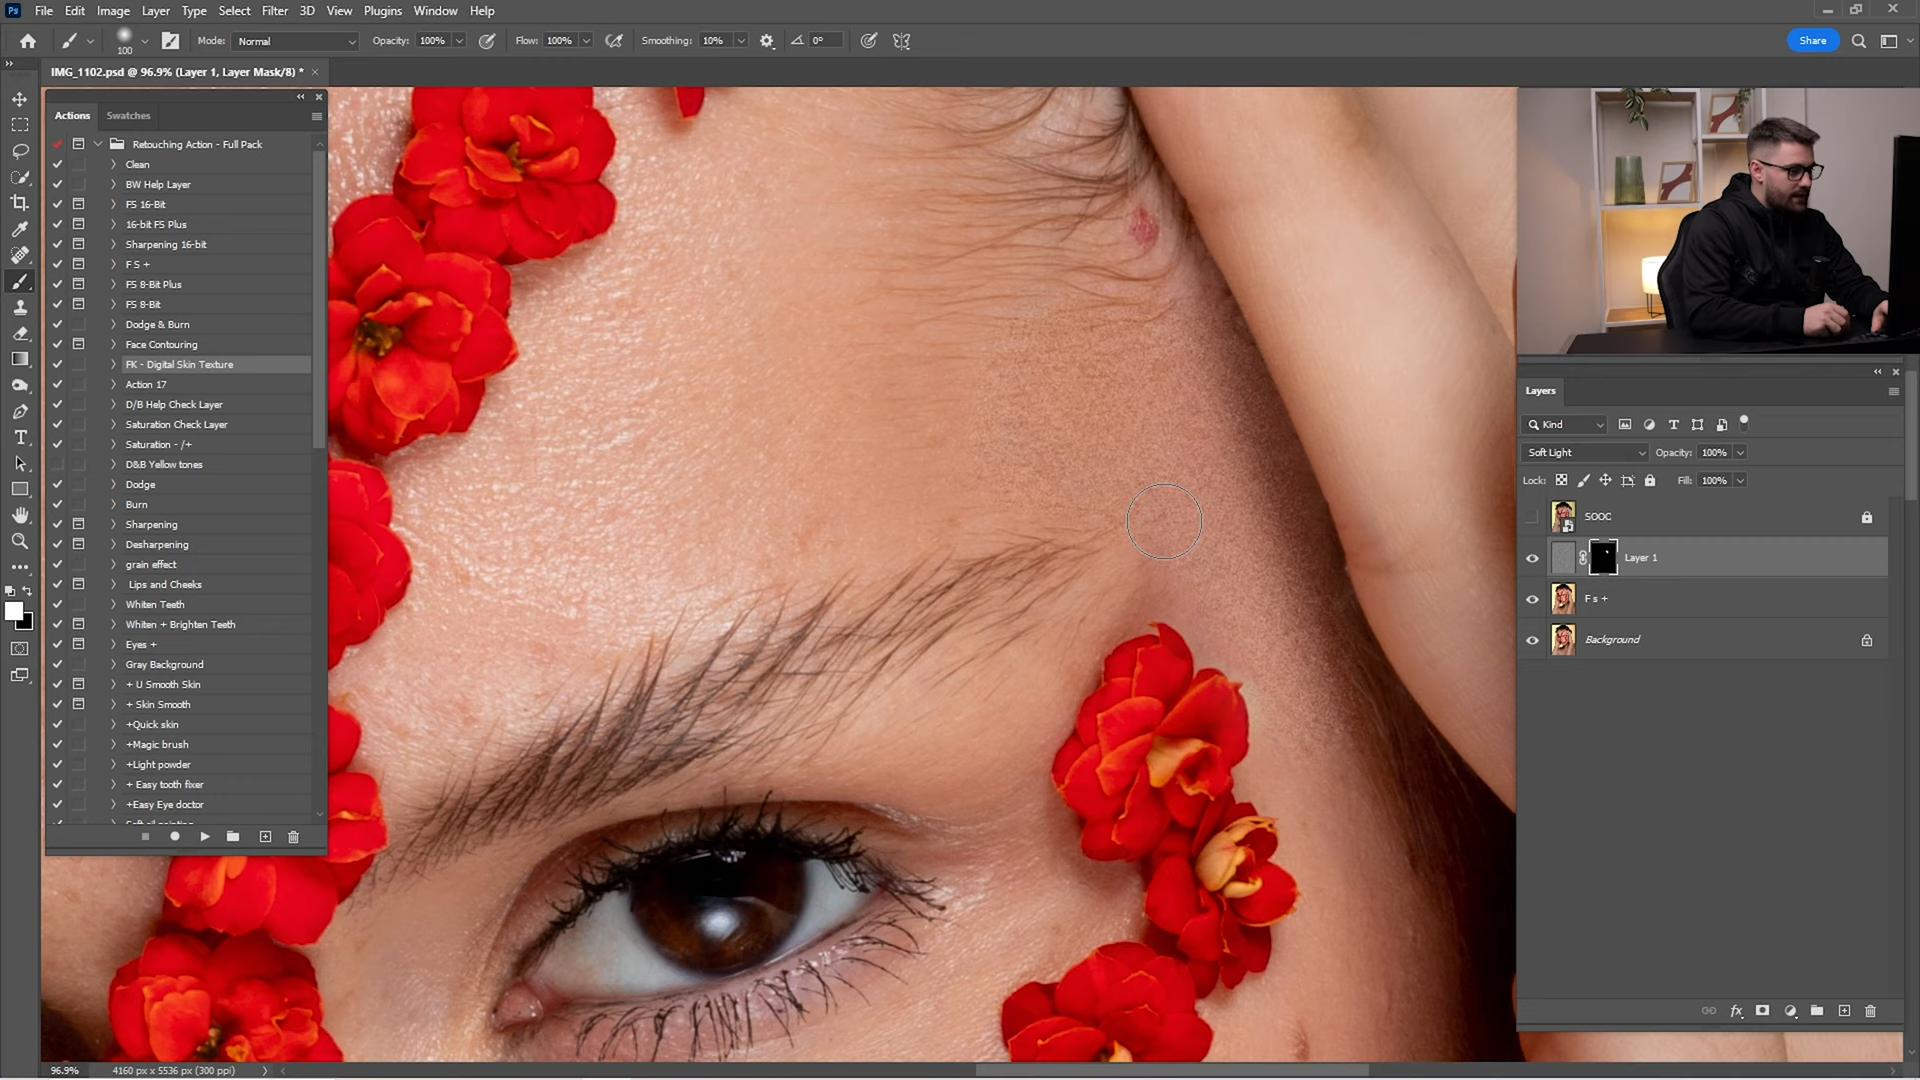 Ps File Edit Image Layer Type Select Filter 3D View Plugins Window Help
100 Mode: Normal Opacity: 100% Flow: 100% Smoothing: 10% 0° Share
IMG_1102.psd @ 96.9% (Layer 1, Layer Mask/8) *
Actions Swatches
Retouching Action - Full Pack
Clean
BW Help Layer
FS 16-Bit
16-bit FS Plus
Sharpening 16-bit
F S +
FS 8-Bit Plus
FS 8-Bit
Dodge & Burn
Face Contouring
FK - Digital Skin Texture
Action 17
D/B Help Check Layer
Saturation Check Layer
Saturation - /+
D&B Yellow tones
Dodge
Burn
Sharpening
Desharpening
grain effect
Lips and Cheeks
Whiten Teeth
Whiten + Brighten Teeth
Eyes +
Gray Background
+ U Smooth Skin
+ Skin Smooth
+Quick skin
+Magic brush
+Light powder
+ Easy tooth fixer
+Easy Eye doctor
Layers
Kind
Soft Light Opacity: 100%
Lock: Fill: 100%
SOOC
Layer 1
F s +
Background
fx
96.9% 4160 px x 5536 px (300 ppi)